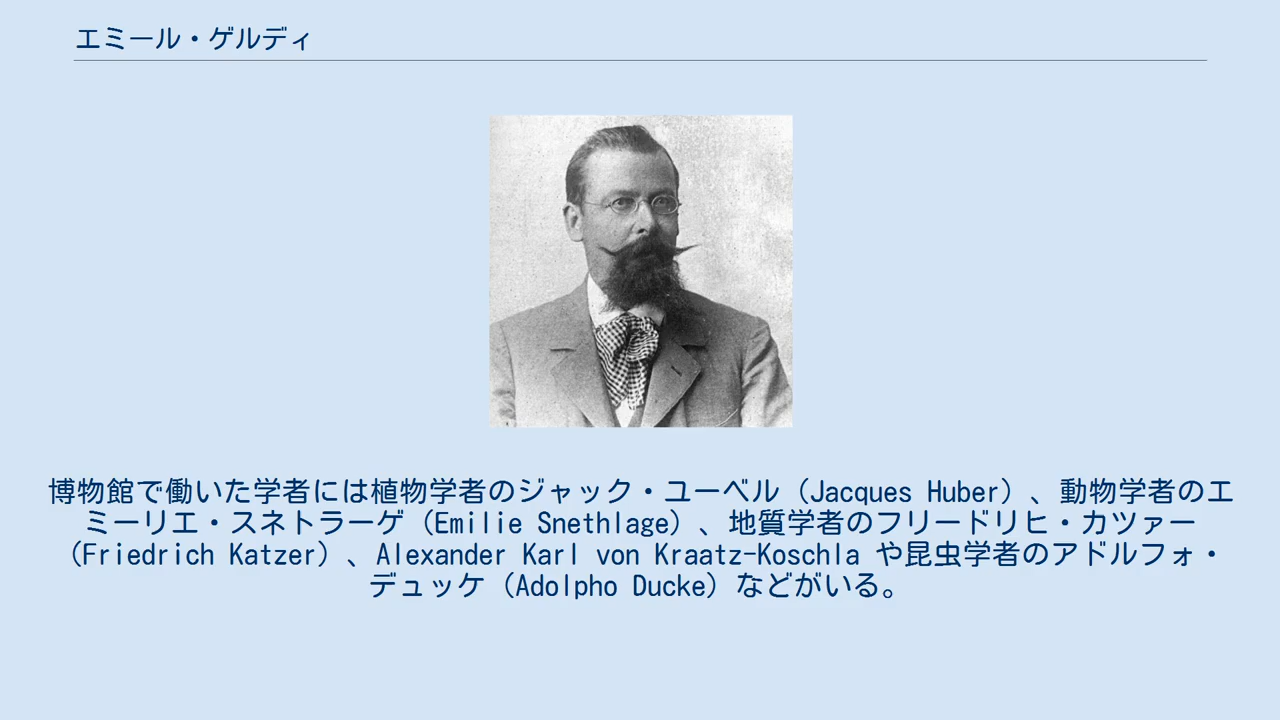 エミール・ゲルディ
博物館で働いた学者には植物学者のジャック・ユーベル（Jacques Huber）、動物学者のエ
ミーリエ・スネトラーゲ（Emilie Snethlage）、地質学者のフリードリヒ・カツァー
（Friedrich Katzer）、Alexander Karl von Kraatz-Koschla や昆虫学者のアドルフォ・
デュッケ（Adolpho Ducke）などがいる。